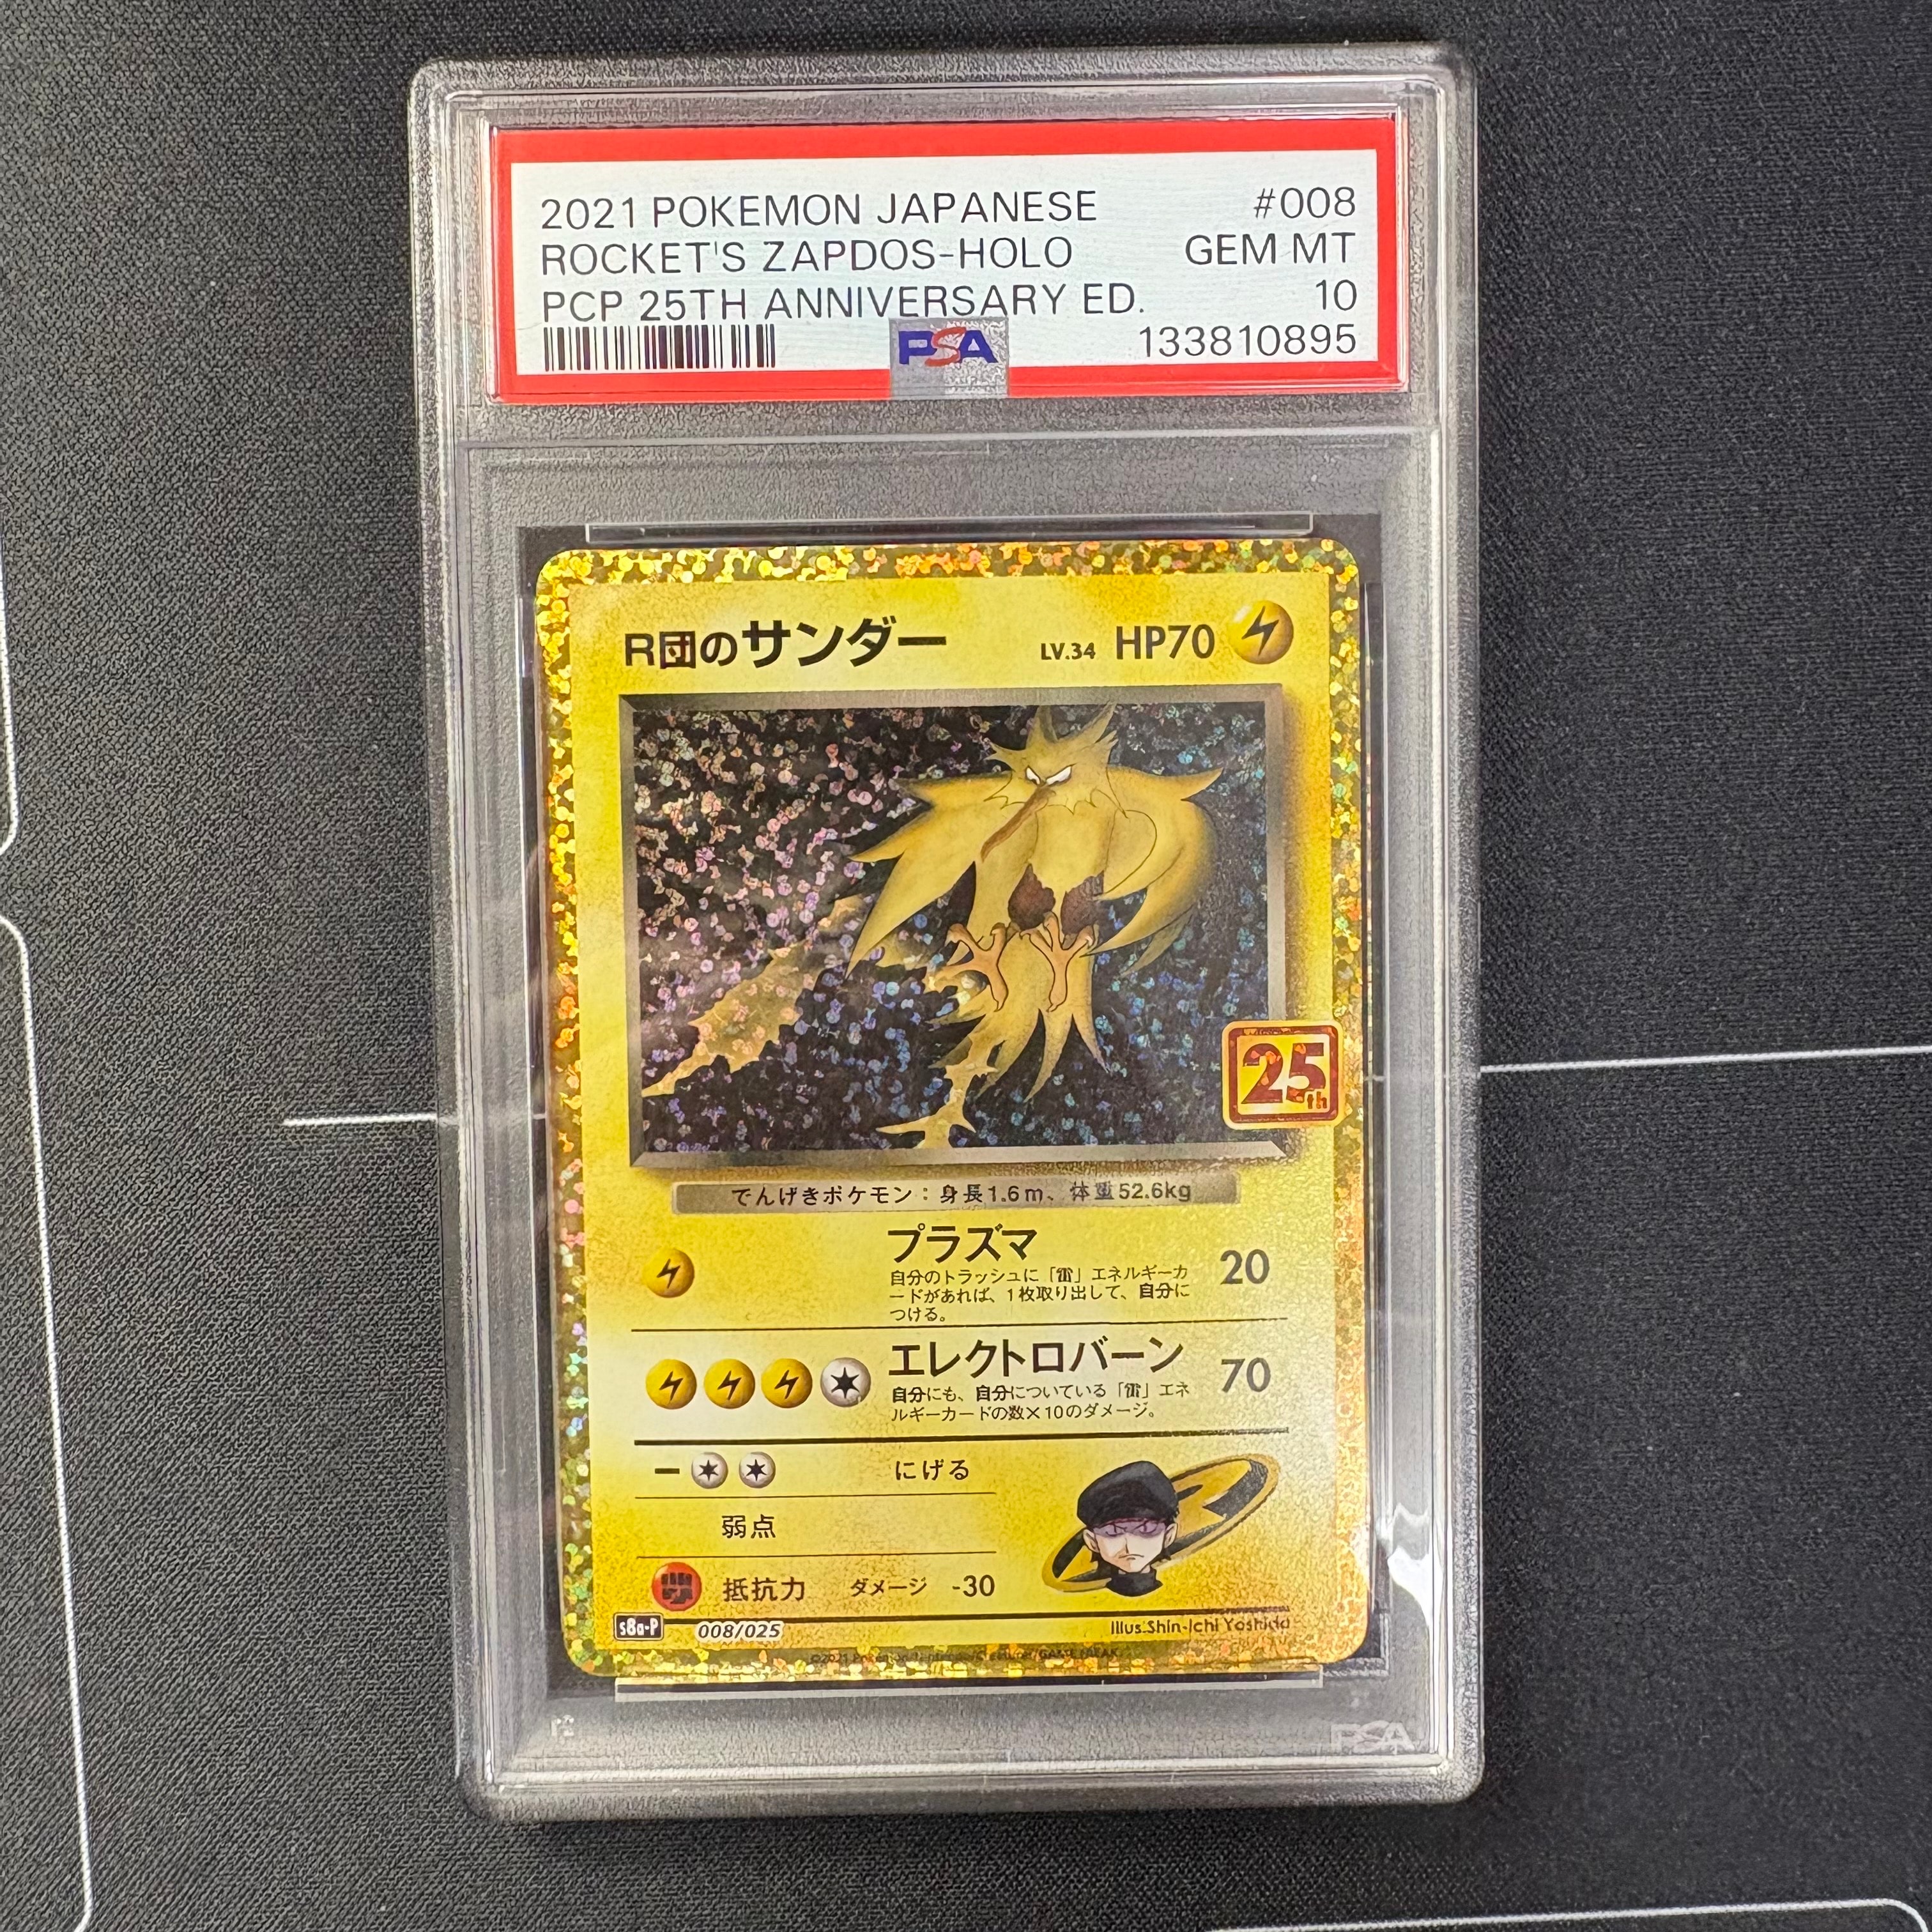 2021 POKEMON JAPANESE #008
ROCKET'S ZAPDOS-HOLO GEM MT
PCP 25TH ANNIVERSARY ED. 10
PSA 133810895
R団のサンダー LV.34 HP70
25th
でんげきポケモン：身長1.6m、体重52.6kg
プラズマ 20
自分のトラッシュに「雷」エネルギーカ
ードがあれば、1枚取り出して、自分に
つける。
エレクトロバーン 70
自分にも、自分についている「雷」エネ
ルギーカードの数×10のダメージ。
にげる
弱点
抵抗力 ダメージ -30
s8a-P 008/025 Illus.Shin-ichi Yoshida
©2021 Pokémon/Nintendo/Creatures/GAME FREAK.
PSA